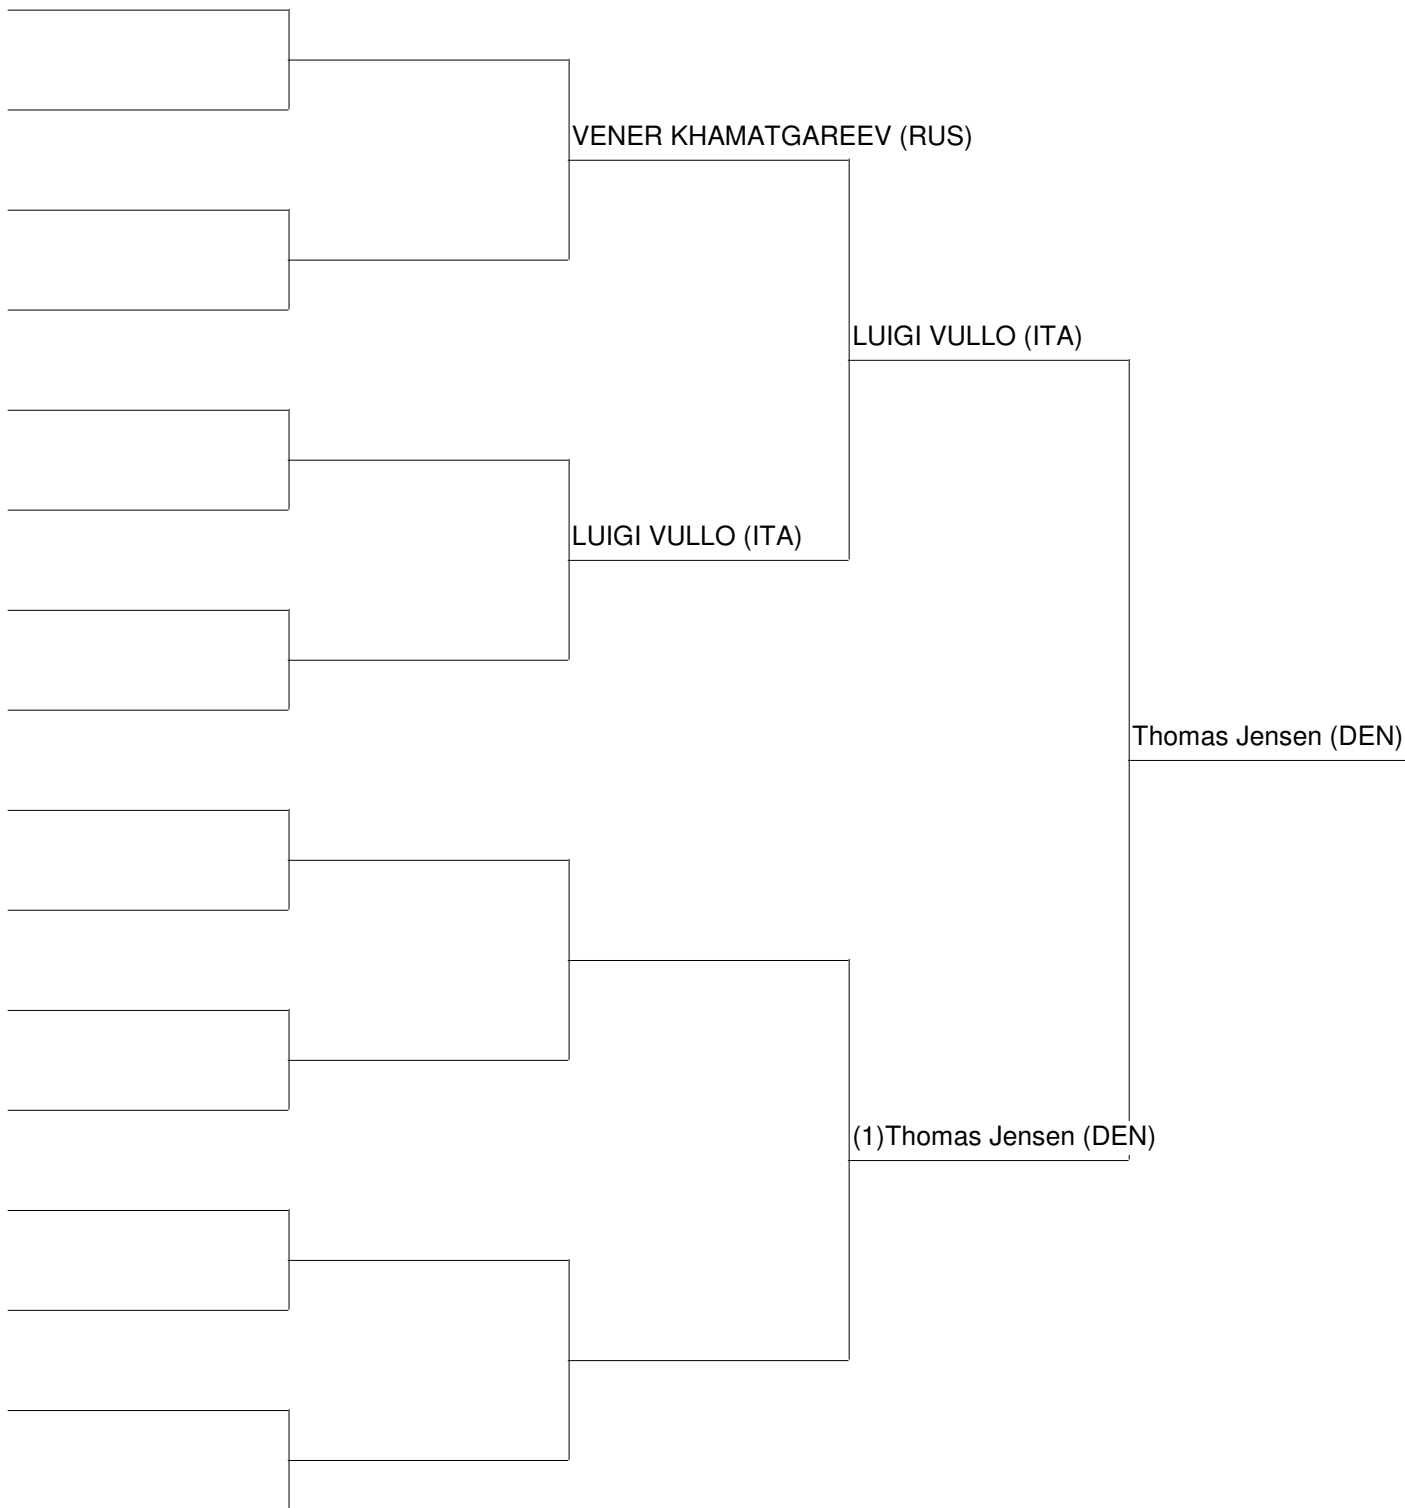 VENER KHAMATGAREEV (RUS)
LUIGI VULLO (ITA)
LUIGI VULLO (ITA)
Thomas Jensen (DEN)
(1)Thomas Jensen (DEN)